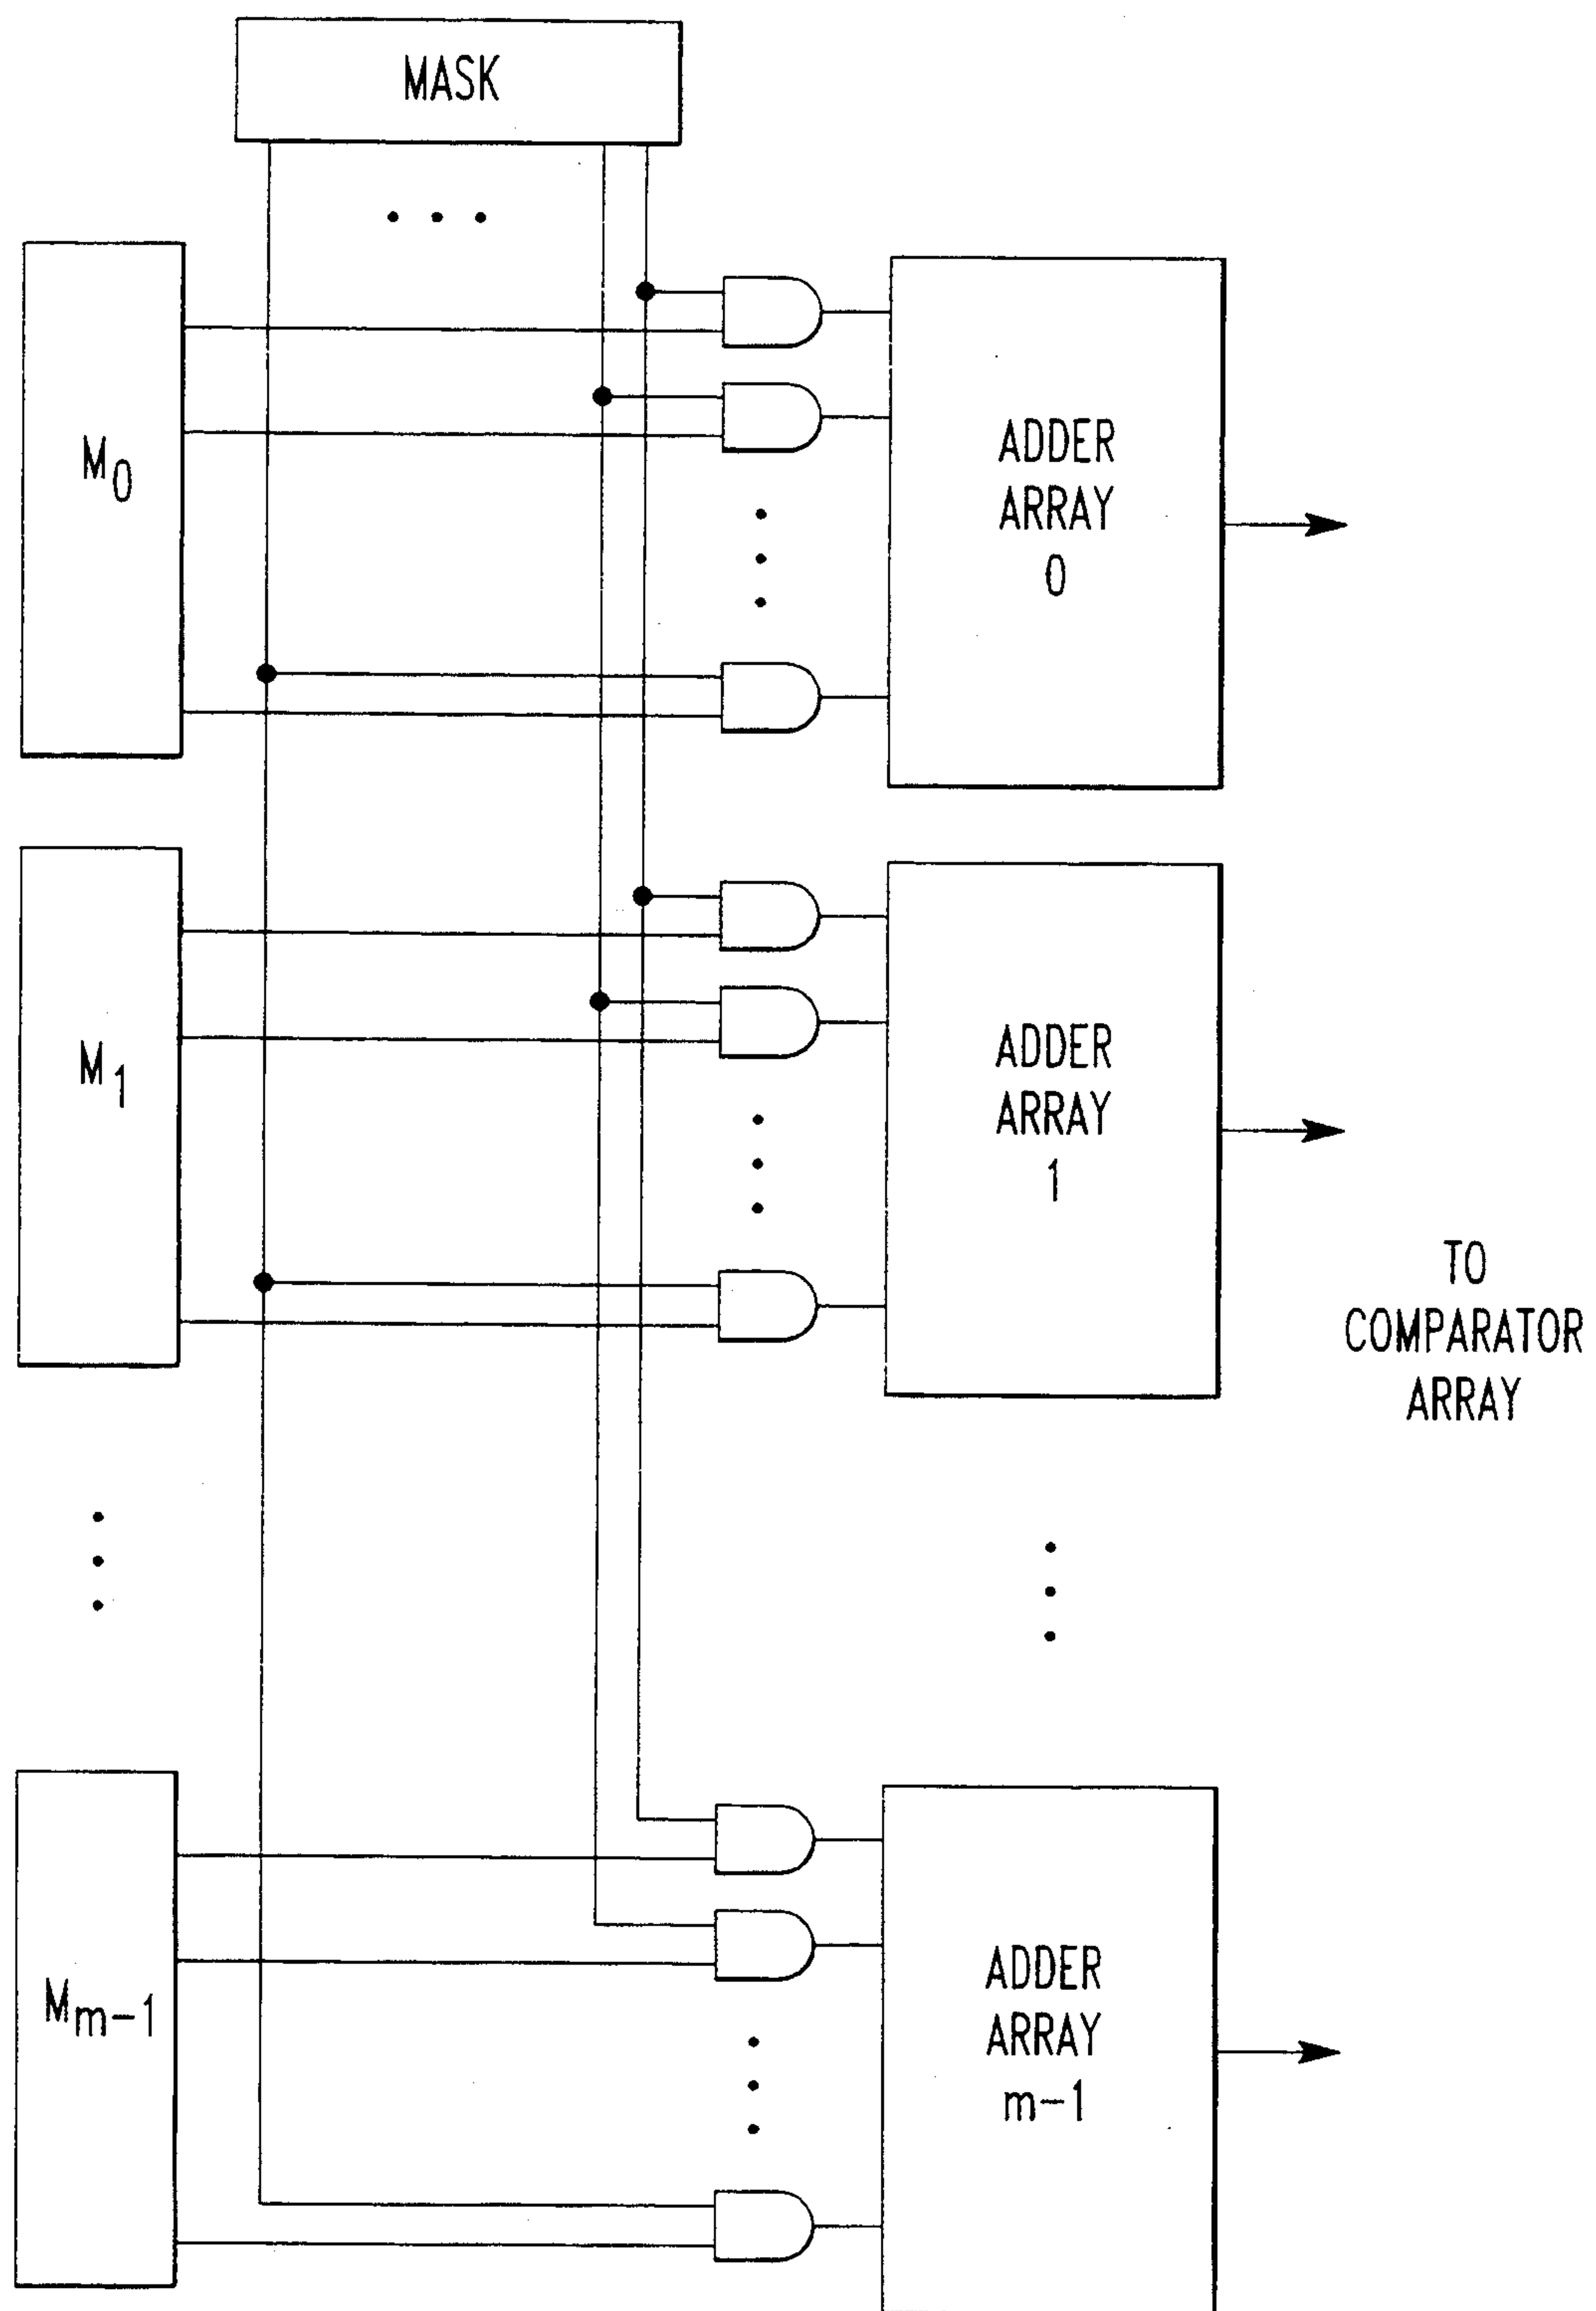 MASK
M0
ADDER
ARRAY
0
M1
ADDER
ARRAY
1
TO
COMPARATOR
ARRAY
Mm-1
ADDER
ARRAY
m-1